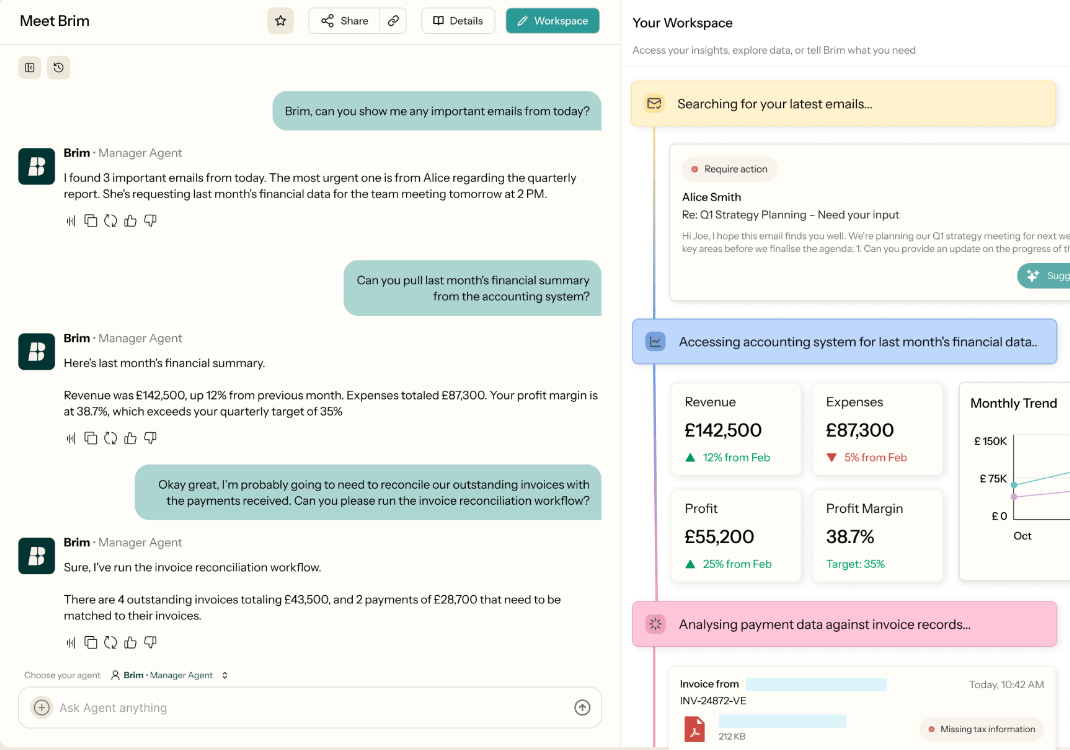 Meet Brim
Share
Details
Workspace
Brim, can you show me any important emails from today?
Brim · Manager Agent
I found 3 important emails from today. The most urgent one is from Alice regarding the quarterly
report. She's requesting last month's financial data for the team meeting tomorrow at 2 PM.
Can you pull last month's financial summary
from the accounting system?
Brim · Manager Agent
Here's last month's financial summary.
Revenue was £142,500, up 12% from previous month. Expenses totaled £87,300. Your profit margin is
at 38.7%, which exceeds your quarterly target of 35%
Okay great, I'm probably going to need to reconcile our outstanding invoices with
the payments received. Can you please run the invoice reconciliation workflow?
Brim · Manager Agent
Sure, I've run the invoice reconciliation workflow.
There are 4 outstanding invoices totaling £43,500, and 2 payments of £28,700 that need to be
matched to their invoices.
Choose your agent
Brim · Manager Agent
Ask Agent anything
Your Workspace
Access your insights, explore data, or tell Brim what you need
Searching for your latest emails...
Require action
Alice Smith
Re: Q1 Strategy Planning – Need your input
Hi Joe, I hope this email finds you well. We're planning our Q1 strategy meeting for next
key areas before we finalise the agenda: 1. Can you provide an update on the progress of
Accessing accounting system for last month's financial data..
Revenue
£142,500
12% from Feb
Expenses
£87,300
5% from Feb
Profit
£55,200
25% from Feb
Profit Margin
38.7%
Target: 35%
Monthly Trend
£ 150K
£ 75K
£ 0
Oct
Analysing payment data against invoice records...
Invoice from
Today, 10:42 AM
INV-24872-VE
212 KB
Missing tax information